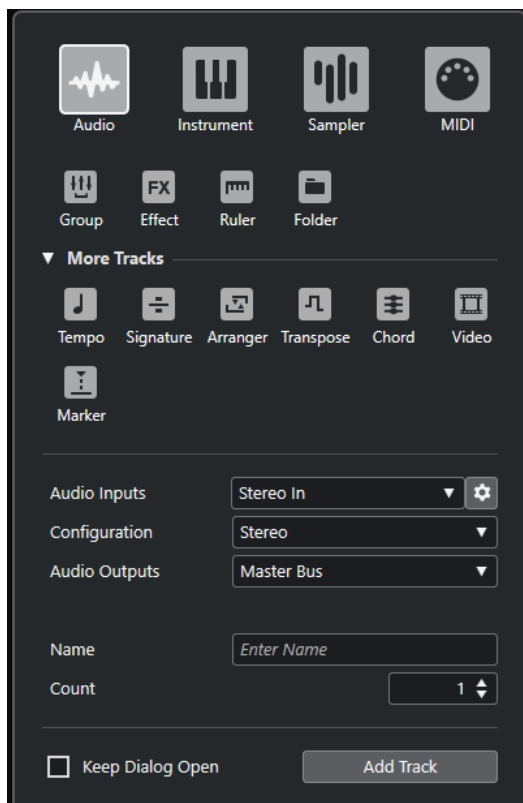 Audio Instrument Sampler MIDI
FX
Group Effect Ruler Folder
▼ More Tracks
Tempo Signature Arranger Transpose Chord Video
Marker
Audio Inputs Stereo In
Configuration Stereo
Audio Outputs Master Bus
Name Enter Name
Count 1
Keep Dialog Open Add Track